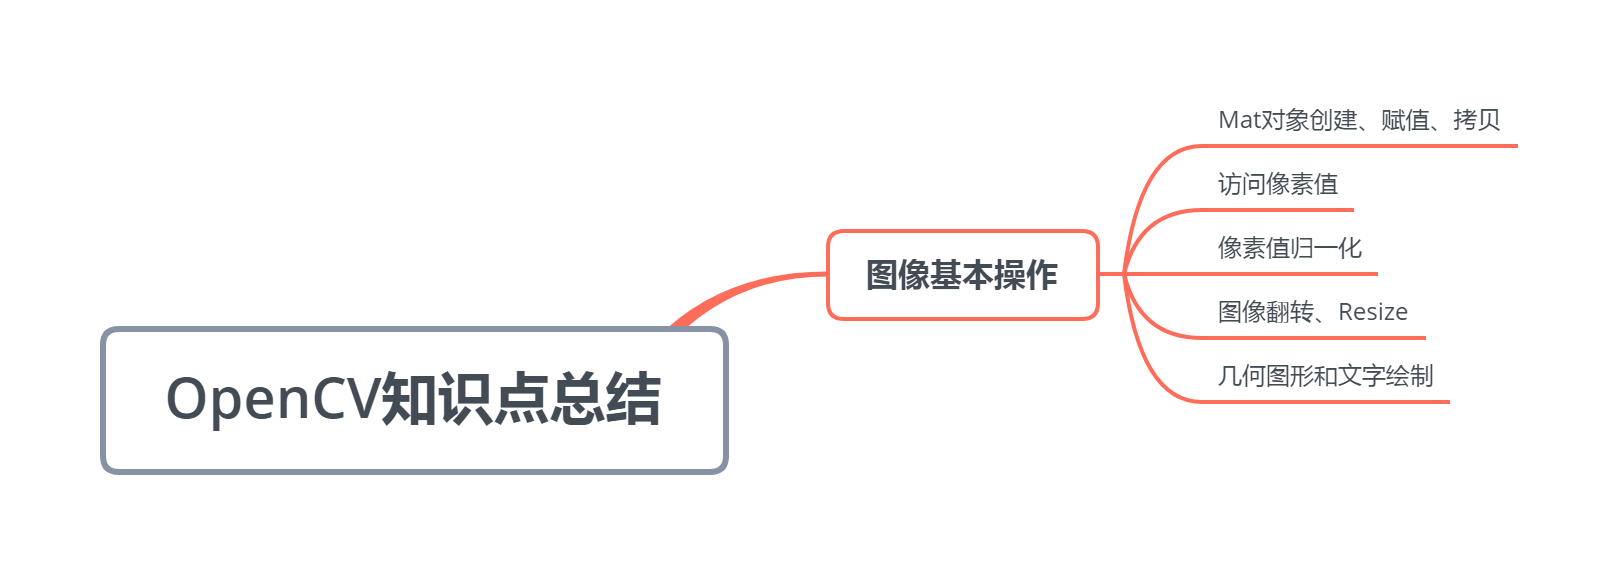 OpenCV知识点总结
图像基本操作
Mat对象创建、赋值、拷贝
访问像素值
像素值归一化
图像翻转、Resize
几何图形和文字绘制